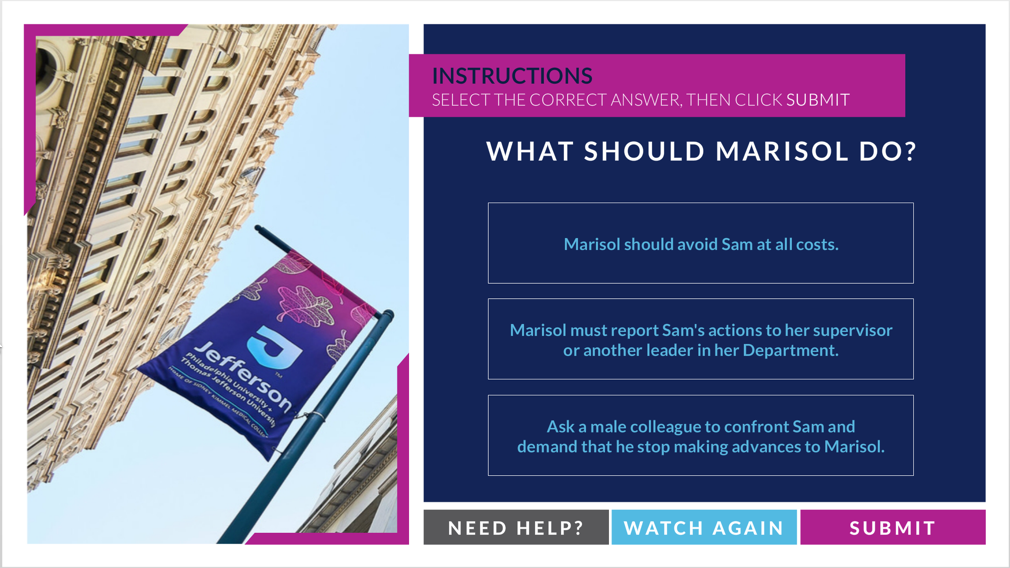 INSTRUCTIONS
SELECT THE CORRECT ANSWER, THEN CLICK SUBMIT
WHAT SHOULD MARISOL DO?
Marisol should avoid Sam at all costs.
Marisol must report Sam's actions to her supervisor
or another leader in her Department.
Ask a male colleague to confront Sam and
demand that he stop making advances to Marisol.
Jefferson
Philadelphia University +
Thomas Jefferson University
HOME OF SIDNEY KIMMEL MEDICAL COLLEGE
NEED HELP?
WATCH AGAIN
SUBMIT